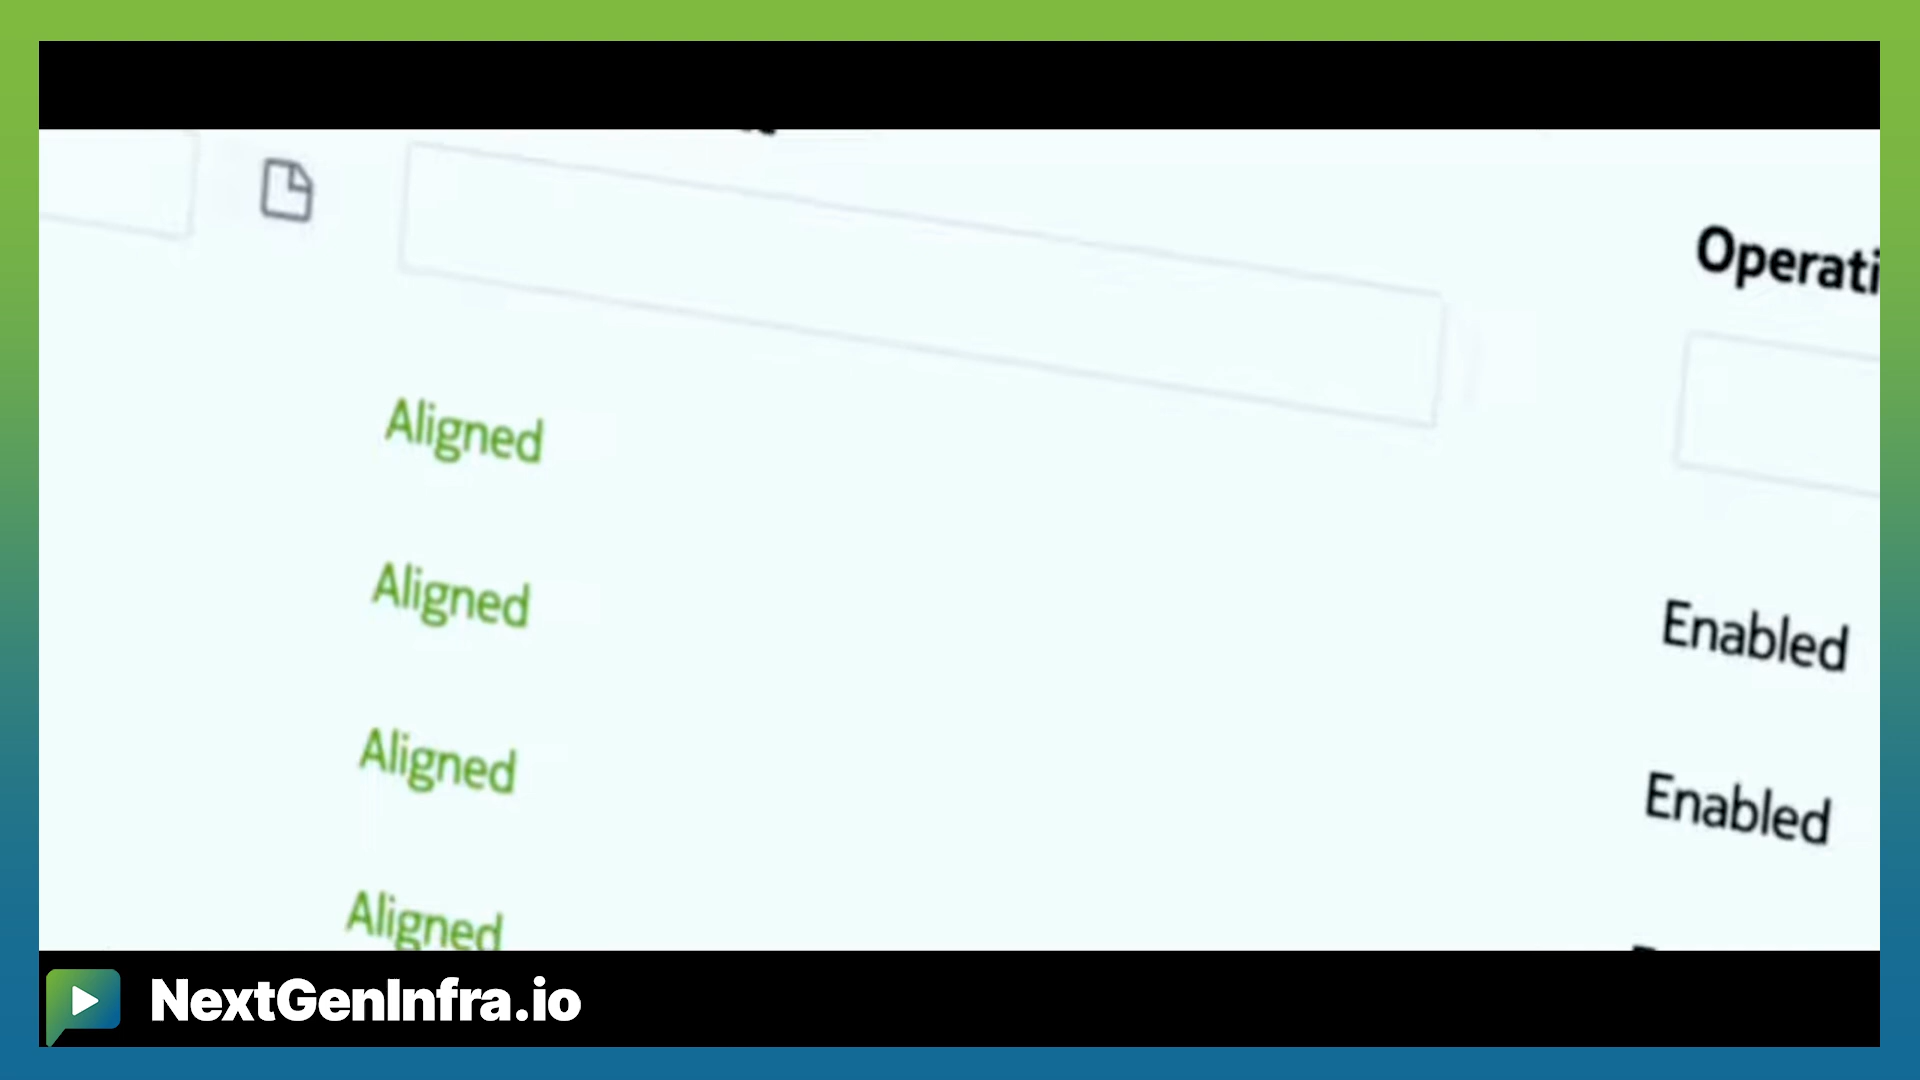 Operati
Aligned
Aligned
Enabled
Aligned
Enabled
Aligned
NextGenInfra.io